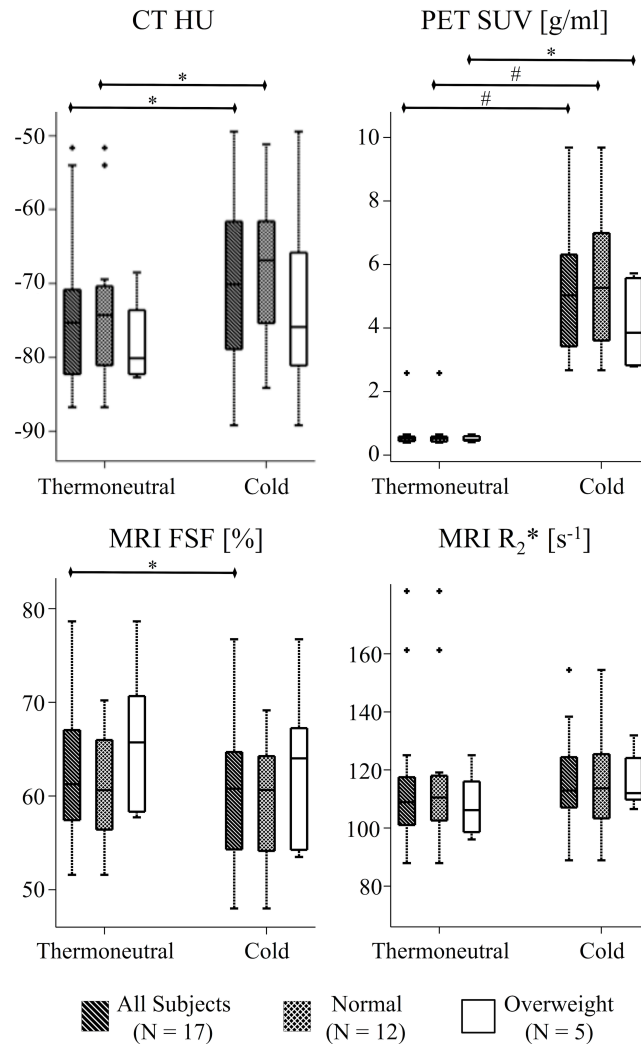 CT HU
PET SUV [g/ml]
*
*
*
#
#
-50
-60
-70
-80
-90
10
8
6
4
2
0
Thermoneutral
Cold
Thermoneutral
Cold
MRI FSF [%]
MRI R2* [s-1]
*
80
70
60
50
160
140
120
100
80
Thermoneutral
Cold
Thermoneutral
Cold
All Subjects
(N = 17)
Normal
(N = 12)
Overweight
(N = 5)